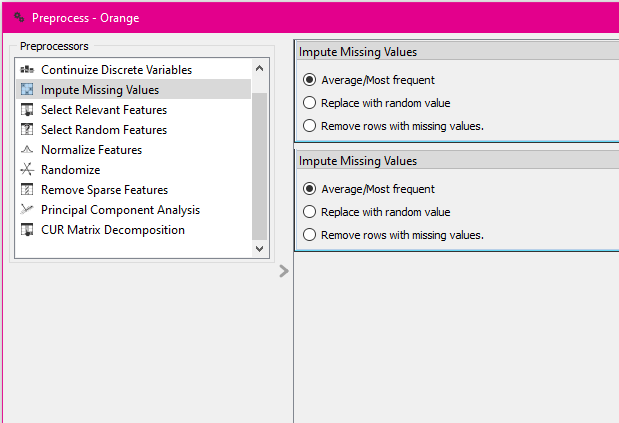 Preprocess - Orange
Preprocessors
Continuize Discrete Variables
Impute Missing Values
Select Relevant Features
Select Random Features
Normalize Features
Randomize
Remove Sparse Features
Principal Component Analysis
CUR Matrix Decomposition
Impute Missing Values
Average/Most frequent
Replace with random value
Remove rows with missing values.
Impute Missing Values
Average/Most frequent
Replace with random value
Remove rows with missing values.